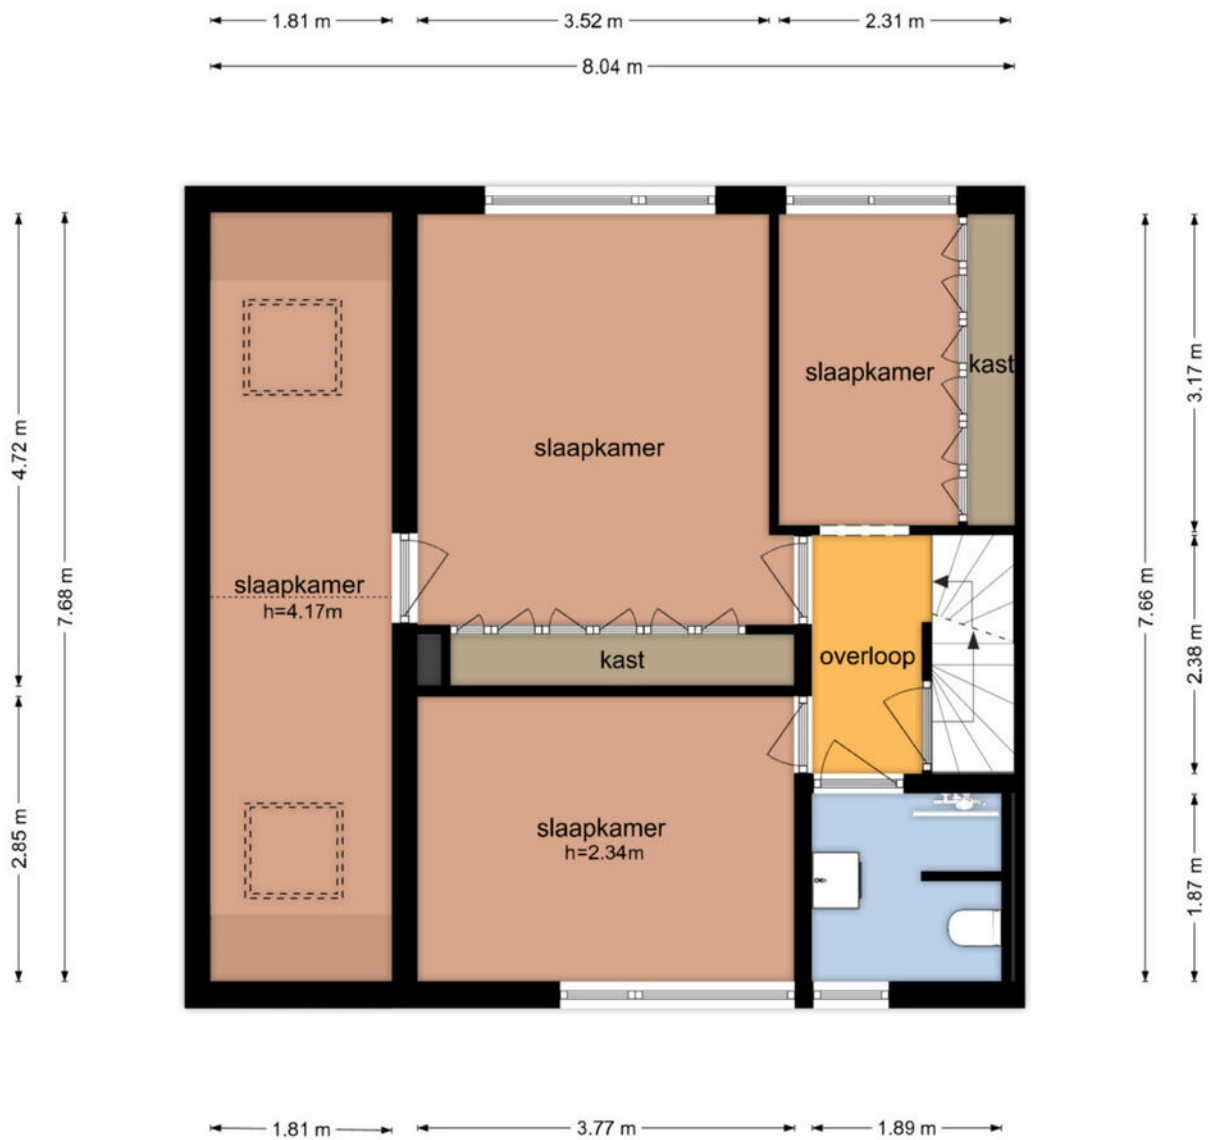 1.81 m
3.52 m
2.31 m
8.04 m
slaapkamer
kast
slaapkamer
slaapkamer
h=4.17m
kast
overloop
slaapkamer
h=2.34m
4.72 m
7.68 m
2.85 m
3.17 m
7.66 m
2.38 m
1.87 m
1.81 m
3.77 m
1.89 m